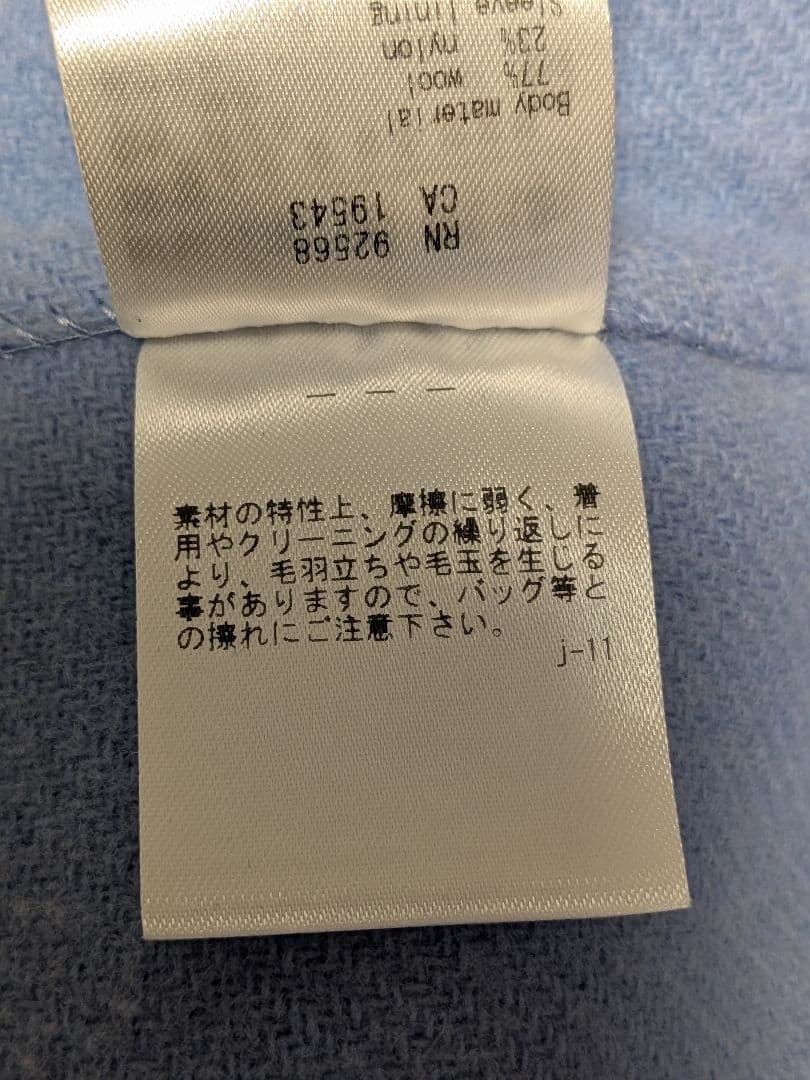 RN 92568
CA 19543
Body material
77% wool
23% nylon
Sleeve lining
素材の特性上、摩擦に弱く、着
用やクリーニングの繰り返しに
より、毛羽立ちや毛玉を生じる
事がありますので、バッグ等と
の擦れにご注意下さい。
j-11